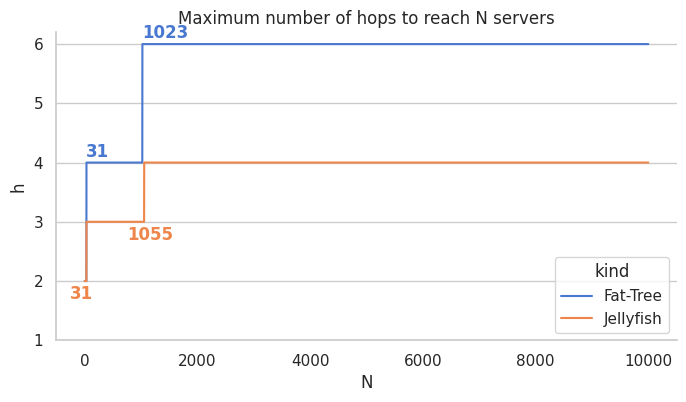 Maximum number of hops to reach N servers
6
5
4
3
2
1
h
1023
31
1055
31
0
2000
4000
6000
8000
10000
N
kind
Fat-Tree
Jellyfish